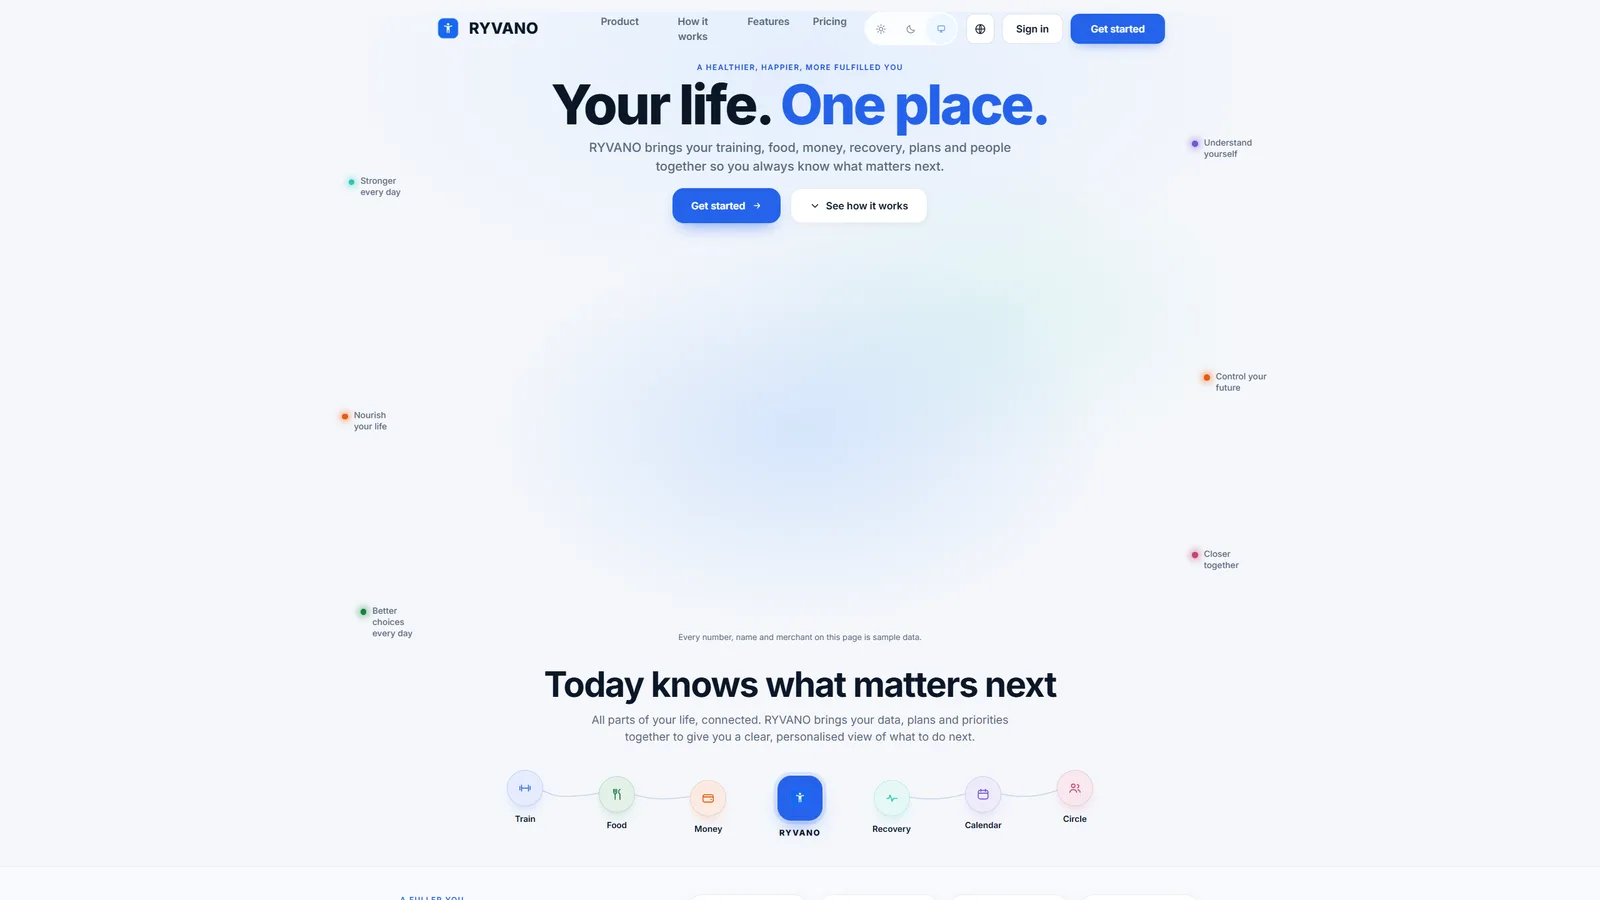 RYVANO
Product
How it
works
Features
Pricing
Sign in
Get started
A HEALTHIER, HAPPIER, MORE FULFILLED YOU
Your life. One place.
RYVANO brings your training, food, money, recovery, plans and people
together so you always know what matters next.
Get started
See how it works
Understand
yourself
Stronger
every day
Control your
future
Nourish
your life
Closer
together
Better
choices
every day
Every number, name and merchant on this page is sample data.
Today knows what matters next
All parts of your life, connected. RYVANO brings your data, plans and priorities
together to give you a clear, personalised view of what to do next.
Train
Food
Money
RYVANO
Recovery
Calendar
Circle
A FULLER YOU